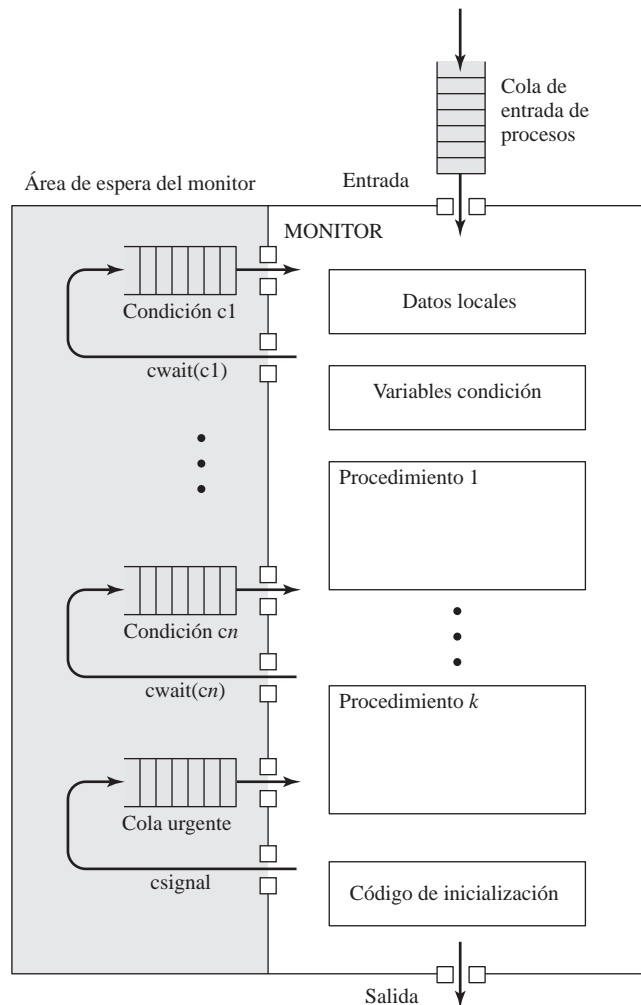 Cola de
entrada de
procesos
Área de espera del monitor
Entrada
MONITOR
Condición c1
Datos locales
cwait(c1)
Variables condición
Procedimiento 1
Condición cn
cwait(cn)
Procedimiento k
Cola urgente
csignal
Código de inicialización
Salida